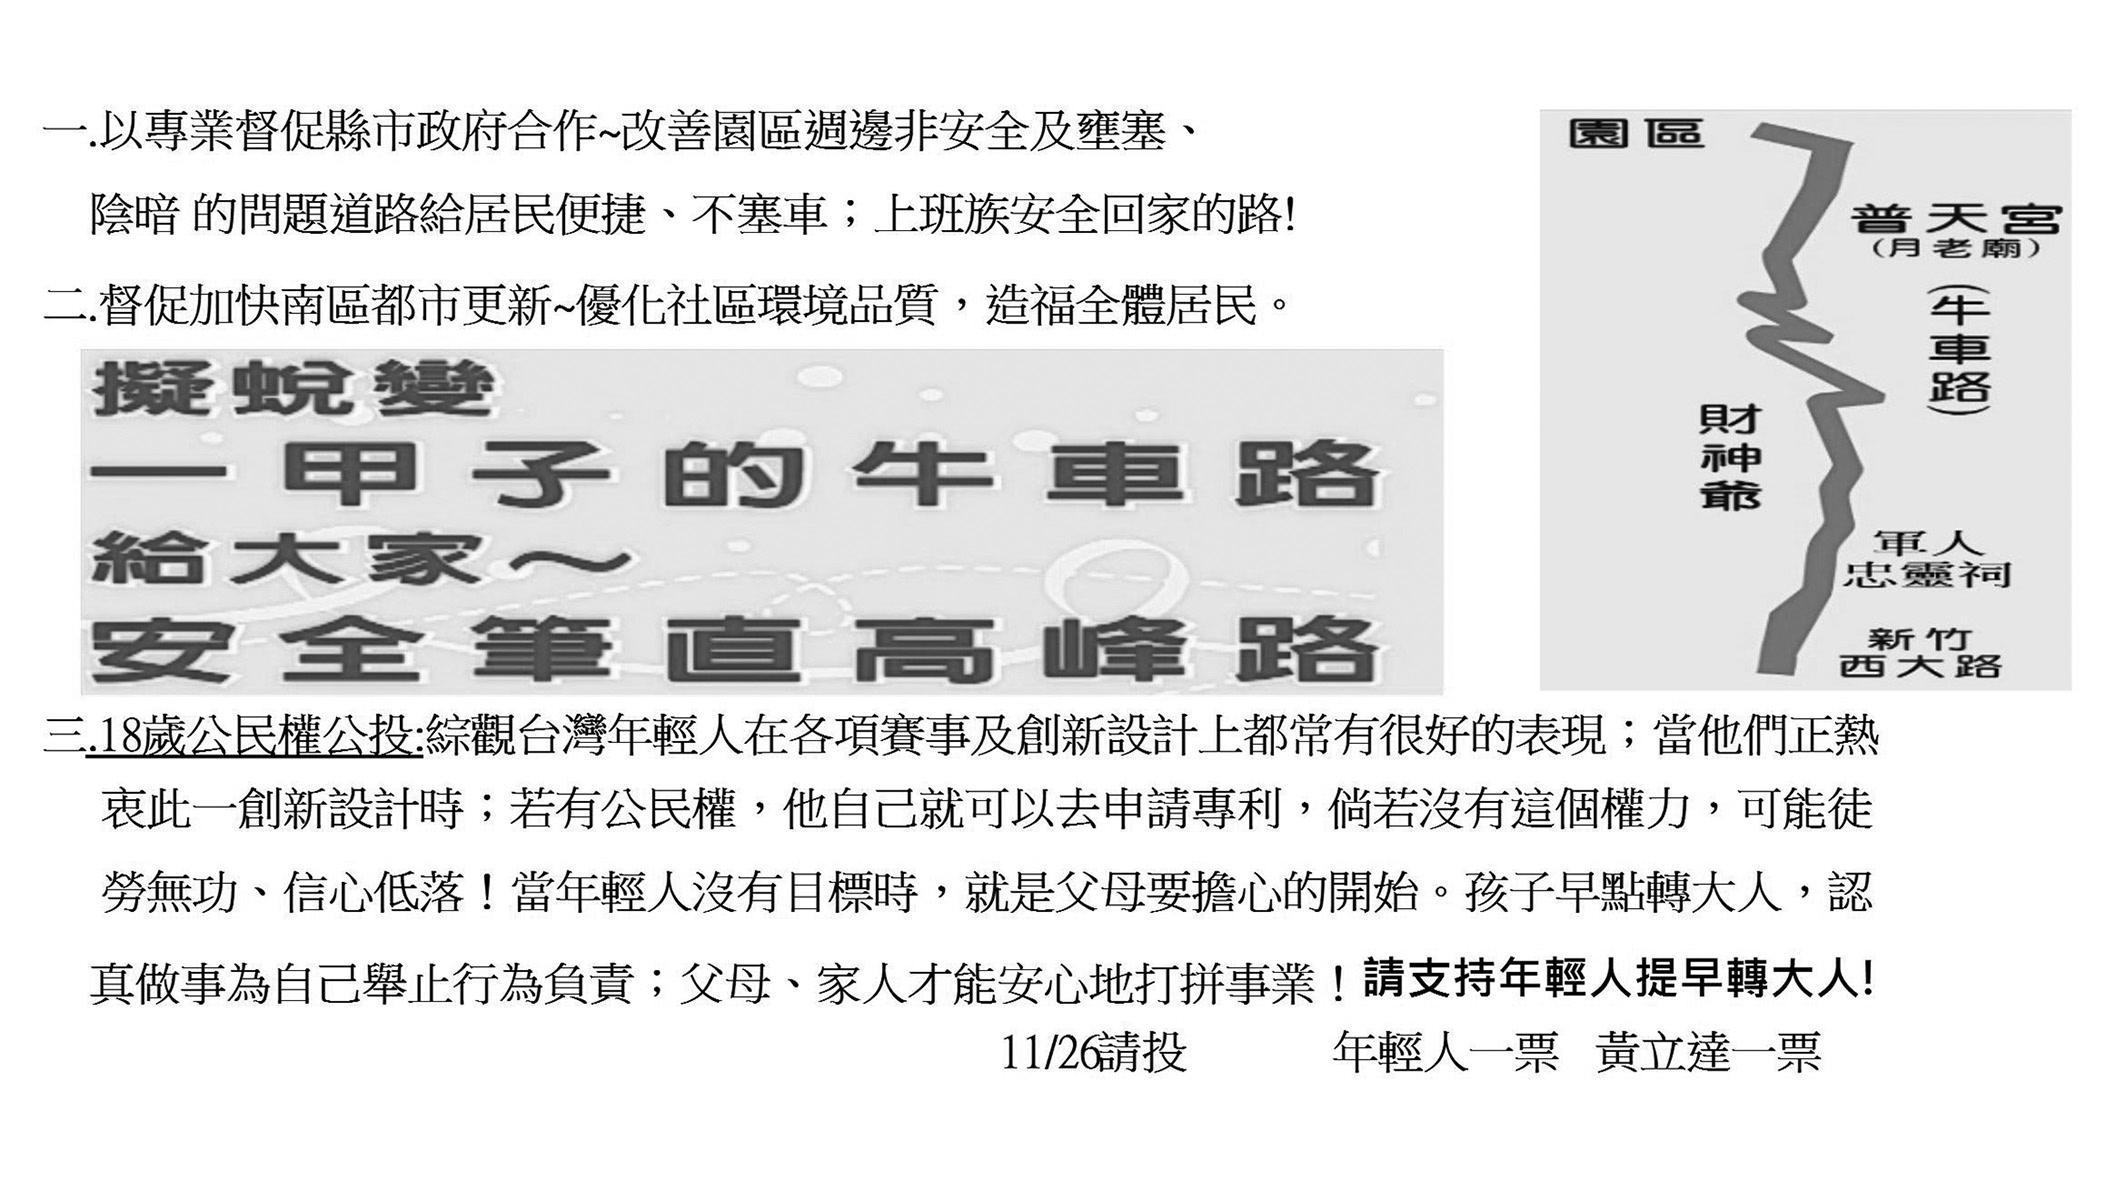 一.以專業督促縣市政府合作~改善園區週邊非安全及壅塞、
陰暗 的問題道路給居民便捷、不塞車；上班族安全回家的路!
二.督促加快南區都市更新~優化社區環境品質，造福全體居民。
擬蛻變
一甲子的牛車路
給大家～
安全筆直高峰路
園區
普天宮
(月老廟)
(牛車路)
財神爺
軍人
忠靈祠
新竹
西大路
三.18歲公民權公投:綜觀台灣年輕人在各項賽事及創新設計上都常有很好的表現；當他們正熱
衷此一創新設計時；若有公民權，他自己就可以去申請專利，倘若沒有這個權力，可能徒
勞無功、信心低落！當年輕人沒有目標時，就是父母要擔心的開始。孩子早點轉大人，認
真做事為自己舉止行為負責；父母、家人才能安心地打拼事業！請支持年輕人提早轉大人!
11/26請投 年輕人一票 黃立達一票